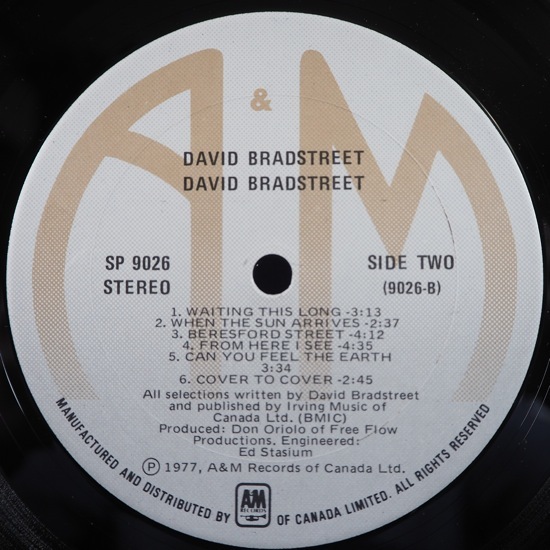 A & M
DAVID BRADSTREET
DAVID BRADSTREET
SP 9026
STEREO
SIDE TWO
(9026-B)
1. WAITING THIS LONG -3:13
2. WHEN THE SUN ARRIVES -2:37
3. BERESFORD STREET -4:12
4. FROM HERE I SEE -4:35
5. CAN YOU FEEL THE EARTH
3:34
6. COVER TO COVER -2:45
All selections written by David Bradstreet
and published by Irving Music of
Canada Ltd. (BMIC)
Produced: Don Oriolo of Free Flow
Productions. Engineered:
Ed Stasium
Ⓟ 1977, A&M Records of Canada Ltd.
MANUFACTURED AND DISTRIBUTED BY A&M RECORDS OF CANADA LIMITED. ALL RIGHTS RESERVED